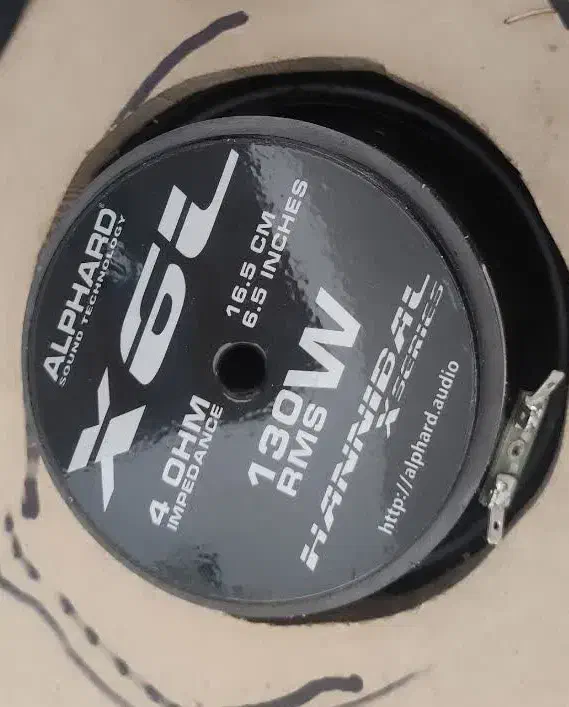 ALPHARD®
SOUND TECHNOLOGY
X6L
16.5 CM
6.5 INCHES
4 OHM
IMPEDANCE
130W
RMS
HANNIBAL
X SERIES
http://alphard.audio